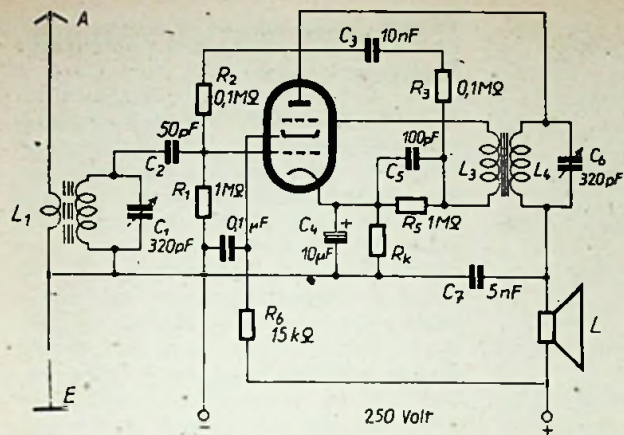 A
C₃
10nF
R₂
0,1MΩ
R₃
0,1MΩ
50pF
C₂
100pF
C₅
L₃
L₄
C₆
320pF
L₁
C₁
320pF
R₁
1MΩ
0,1µF
C₄
+
10µF
R₅ 1MΩ
Rₖ
C₇
5nF
R₆
15kΩ
L
E
-
250 Volt
+